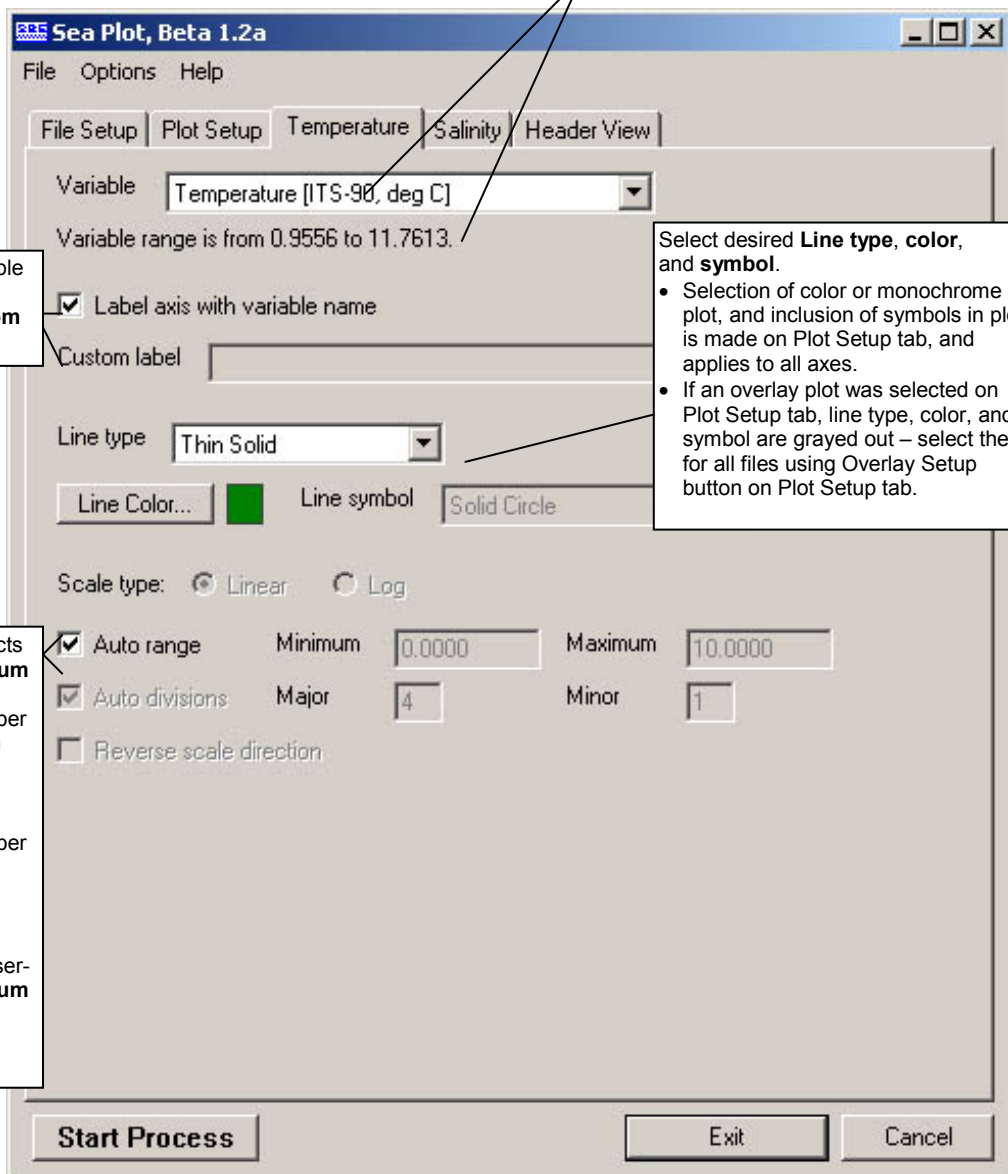 SBE Sea Plot, Beta 1.2a
File Options Help
File Setup Plot Setup Temperature Salinity Header View
Variable Temperature [ITS-90, deg C]
Variable range is from 0.9556 to 11.7613.
Label axis with variable name
Custom label
Select desired Line type, color,
and symbol.
• Selection of color or monochrome
plot, and inclusion of symbols in
is made on Plot Setup tab, and
applies to all axes.
• If an overlay plot was selected on
Plot Setup tab, line type, color,
symbol are grayed out – select
for all files using Overlay Setup
button on Plot Setup tab.
Line type Thin Solid
Line Color... Line symbol Solid Circle
Scale type: Linear Log
Auto range Minimum 0.0000 Maximum 10.0000
Auto divisions Major 4 Minor 1
Reverse scale direction
Start Process Exit Cancel